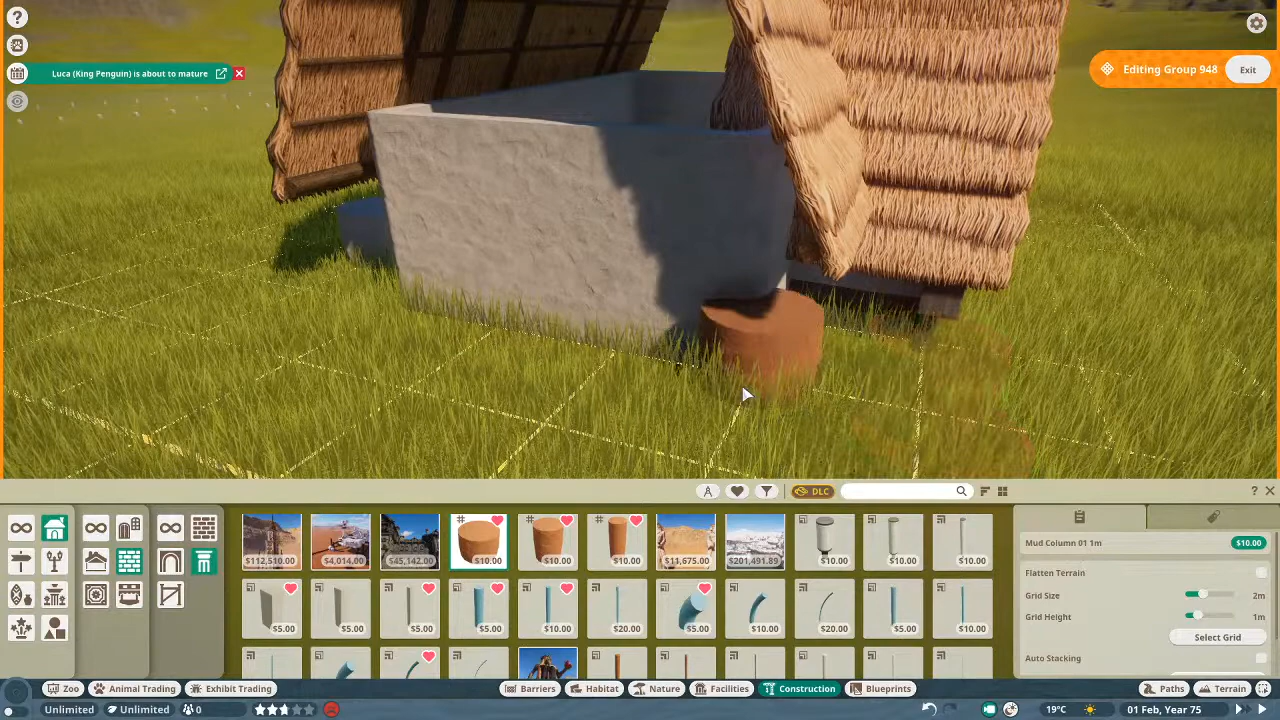 ?
Luca (King Penguin) is about to mature
Editing Group 948
Exit
DLC
?
$112,510.00
$4,014.00
$45,142.00
$10.00
$10.00
$10.00
$11,675.00
$201,491.89
$10.00
$10.00
$10.00
$5.00
$5.00
$5.00
$5.00
$10.00
$20.00
$5.00
$10.00
$20.00
$5.00
$10.00
Mud Column 01 1m
$10.00
Flatten Terrain
Grid Size
2m
Grid Height
1m
Select Grid
Auto Stacking
Zoo
Animal Trading
Exhibit Trading
Barriers
Habitat
Nature
Facilities
Construction
Blueprints
Paths
Terrain
Unlimited
Unlimited
0
19°C
01 Feb, Year 75